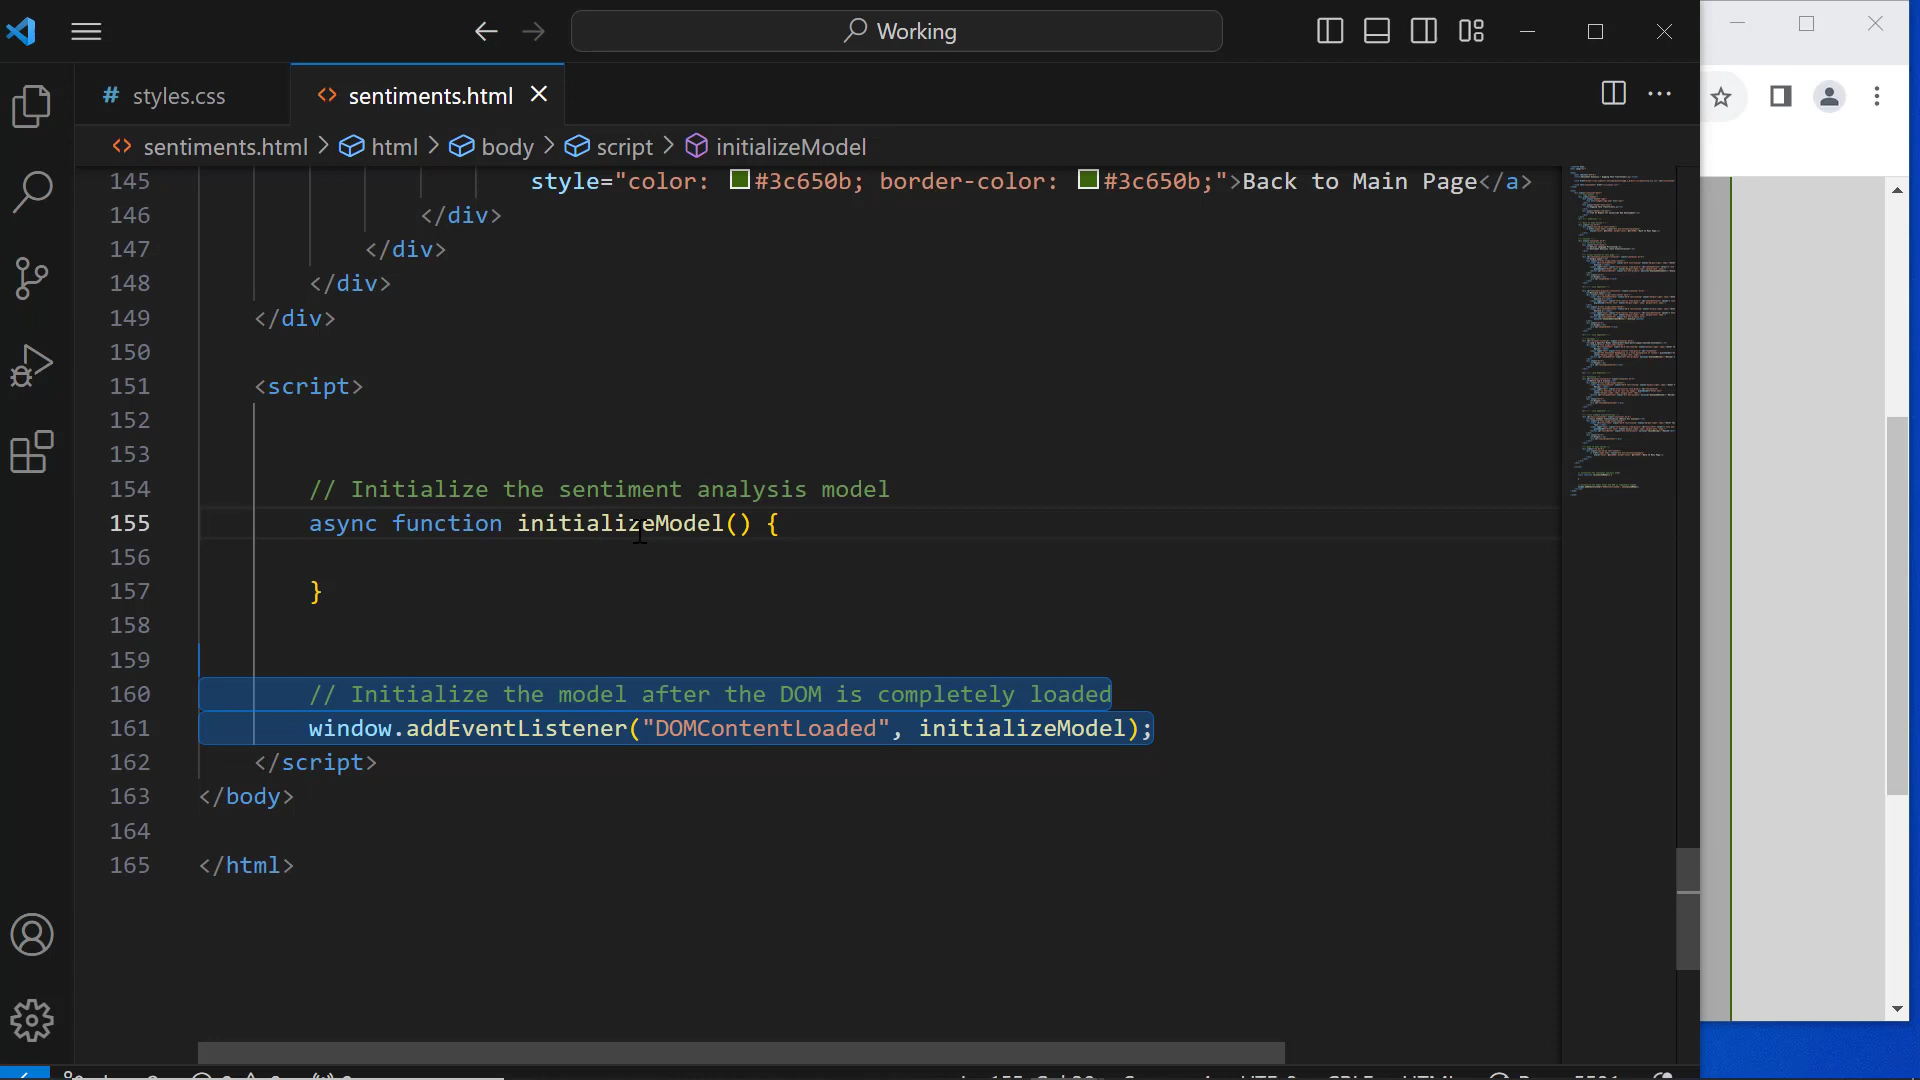 Working
# styles.css
<> sentiments.html
<> sentiments.html > html > body > script > initializeModel
145 style="color: #3c650b; border-color: #3c650b;">Back to Main Page</a>
146 </div>
147 </div>
148 </div>
149 </div>
150
151 <script>
152
153
154 // Initialize the sentiment analysis model
155 async function initializeModel() {
156
157 }
158
159
160 // Initialize the model after the DOM is completely loaded
161 window.addEventListener("DOMContentLoaded", initializeModel);
162 </script>
163 </body>
164
165 </html>